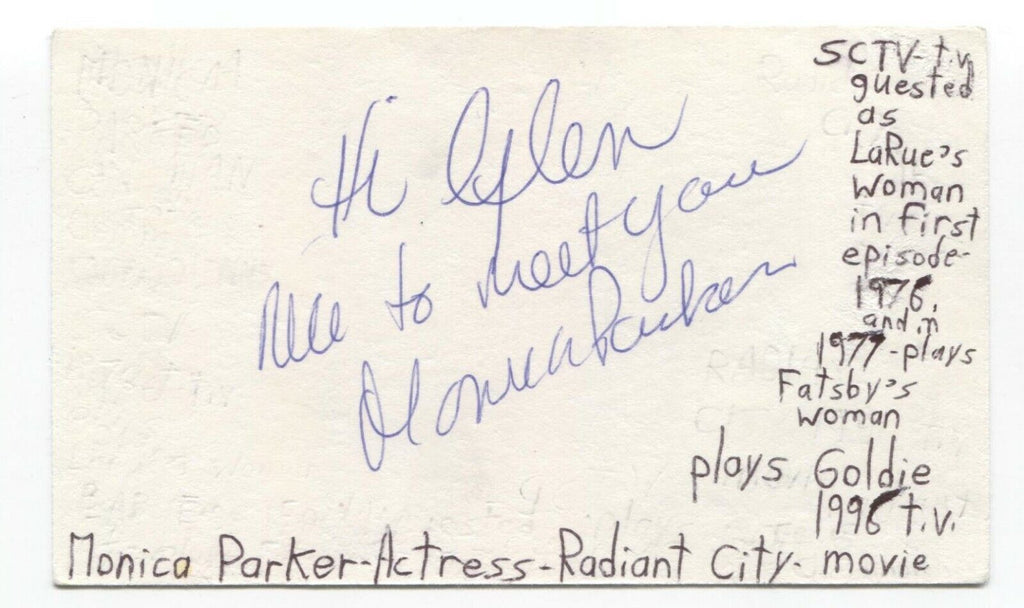 Hi Glen
Nice to meet you
Monica Parker
SCTV-t.v.
guested
as
LaRue's
woman
in first
episode-
1976,
and in
1977-plays
Fatsby's
woman
plays Goldie
1996 t.v.
Monica Parker-Actress-Radiant City-movie